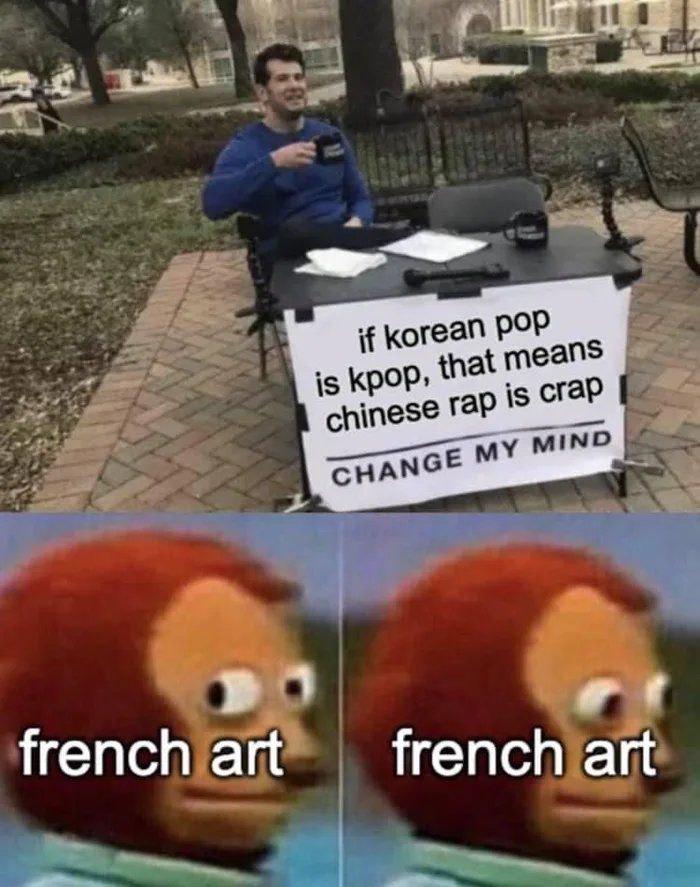 if korean pop
is kpop, that means
chinese rap is crap
CHANGE MY MIND
french art
french art